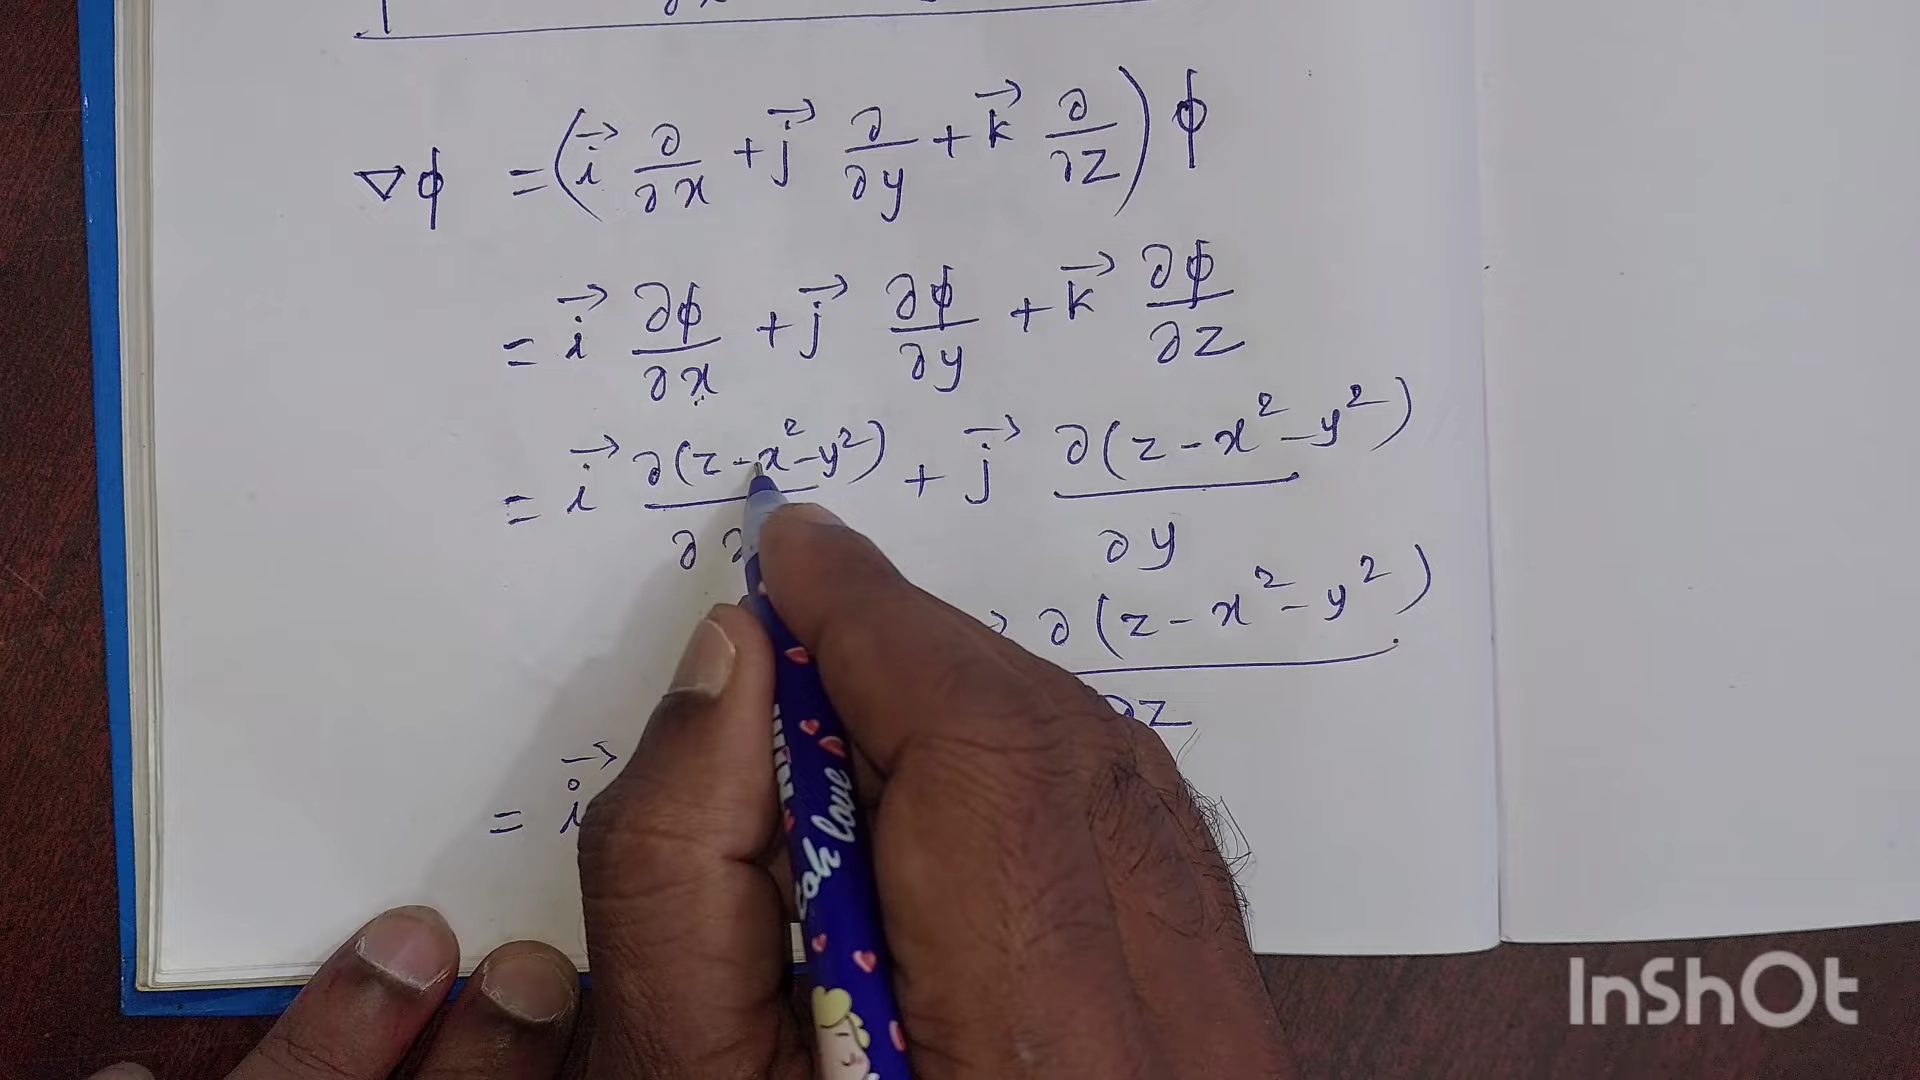 ∇ϕ = (i⃗ ∂/∂x + j⃗ ∂/∂y + k⃗ ∂/∂z) ϕ
= i⃗ ∂ϕ/∂x + j⃗ ∂ϕ/∂y + k⃗ ∂ϕ/∂z
= i⃗ ∂(z-x²-y²)/∂ + j⃗ ∂(z-x²-y²)/∂y
∂(z-x²-y²)/∂z
= i⃗
InShOt